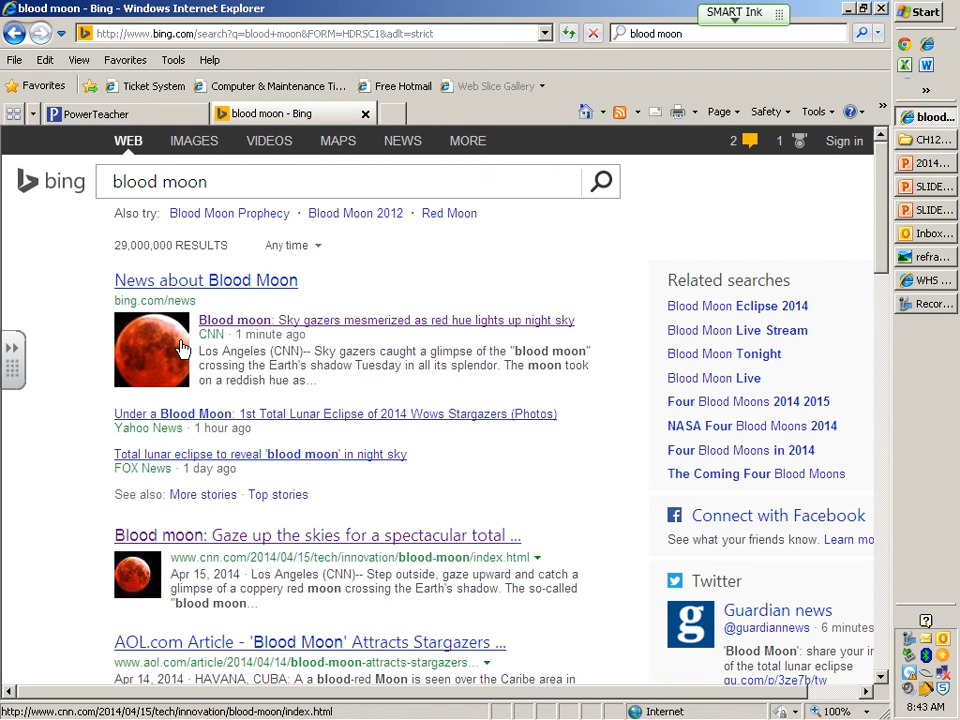 blood moon - Bing - Windows Internet Explorer
SMART Ink
Start
http://www.bing.com/search?q=blood+moon&FORM=HDRSC1&adlt=strict
blood moon
File Edit View Favorites Tools Help
Favorites Ticket System Computer & Maintenance Ti... Free Hotmail Web Slice Gallery
PowerTeacher blood moon - Bing Page Safety Tools
WEB IMAGES VIDEOS MAPS NEWS MORE 2 1 Sign in
bing blood moon
Also try: Blood Moon Prophecy · Blood Moon 2012 · Red Moon
29,000,000 RESULTS Any time
News about Blood Moon
bing.com/news
Blood moon: Sky gazers mesmerized as red hue lights up night sky
CNN · 1 minute ago
Los Angeles (CNN)-- Sky gazers caught a glimpse of the "blood moon"
crossing the Earth's shadow Tuesday in all its splendor. The moon took
on a reddish hue as...
Under a Blood Moon: 1st Total Lunar Eclipse of 2014 Wows Stargazers (Photos)
Yahoo News · 1 hour ago
Total lunar eclipse to reveal 'blood moon' in night sky
FOX News · 1 day ago
See also: More stories · Top stories
Blood moon: Gaze up the skies for a spectacular total ...
www.cnn.com/2014/04/15/tech/innovation/blood-moon/index.html
Apr 15, 2014 · Los Angeles (CNN)-- Step outside, gaze upward and catch a
glimpse of a coppery red moon crossing the Earth's shadow. The so-called
"blood moon...
AOL.com Article - 'Blood Moon' Attracts Stargazers ...
www.aol.com/article/2014/04/14/blood-moon-attracts-stargazers...
Apr 14, 2014 · HAVANA, CUBA: A a blood-red Moon is seen over the Caribe area in
Related searches
Blood Moon Eclipse 2014
Blood Moon Live Stream
Blood Moon Tonight
Blood Moon Live
Four Blood Moons 2014 2015
NASA Four Blood Moons 2014
Four Blood Moons in 2014
The Coming Four Blood Moons
Connect with Facebook
See what your friends know. Learn mo
Twitter
Guardian news
@guardiannews · 6 minutes
'Blood Moon': share your i
of the total lunar eclipse
gu.com/p/3ze7b/tw
blood...
CH12...
2014...
SLIDE...
SLIDE...
Inbox...
refra...
WHS ...
Recor...
8:43 AM
http://www.cnn.com/2014/04/15/tech/innovation/blood-moon/index.html Internet 100%